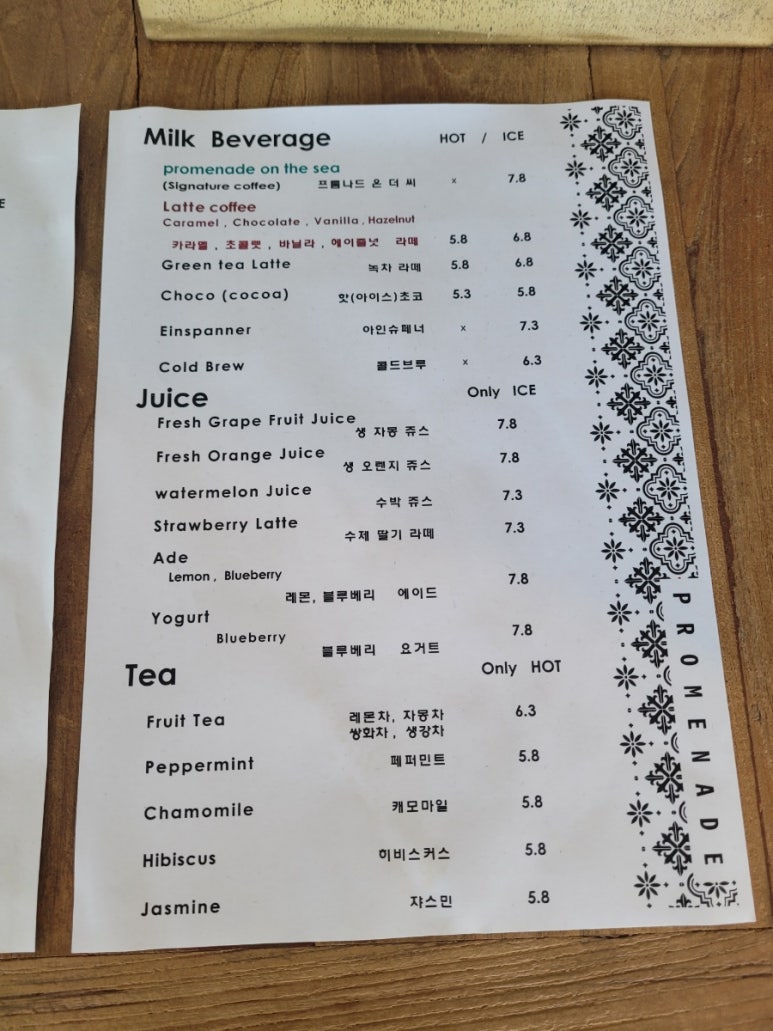 E
Milk Beverage HOT / ICE
promenade on the sea
(Signature coffee) 프롬나드 온 더 씨 x 7.8
Latte coffee
Caramel , Chocolate , Vanilla , Hazelnut
카라멜 , 초콜렛 , 바닐라 , 헤이즐넛 라떼 5.8 6.8
Green tea Latte 녹차 라떼 5.8 6.8
Choco (cocoa) 핫(아이스)초코 5.3 5.8
Einspanner 아인슈페너 x 7.3
Cold Brew 콜드브루 x 6.3
Juice Only ICE
Fresh Grape Fruit Juice 생 자몽 쥬스 7.8
Fresh Orange Juice 생 오렌지 쥬스 7.8
watermelon Juice 수박 쥬스 7.3
Strawberry Latte 수제 딸기 라떼 7.3
Ade
Lemon , Blueberry 7.8
레몬, 블루베리 에이드
Yogurt
Blueberry 7.8
블루베리 요거트
Tea Only HOT
Fruit Tea 레몬차, 자몽차 6.3
쌍화차 , 생강차
Peppermint 페퍼민트 5.8
Chamomile 캐모마일 5.8
Hibiscus 히비스커스 5.8
Jasmine 쟈스민 5.8
PROMENADE